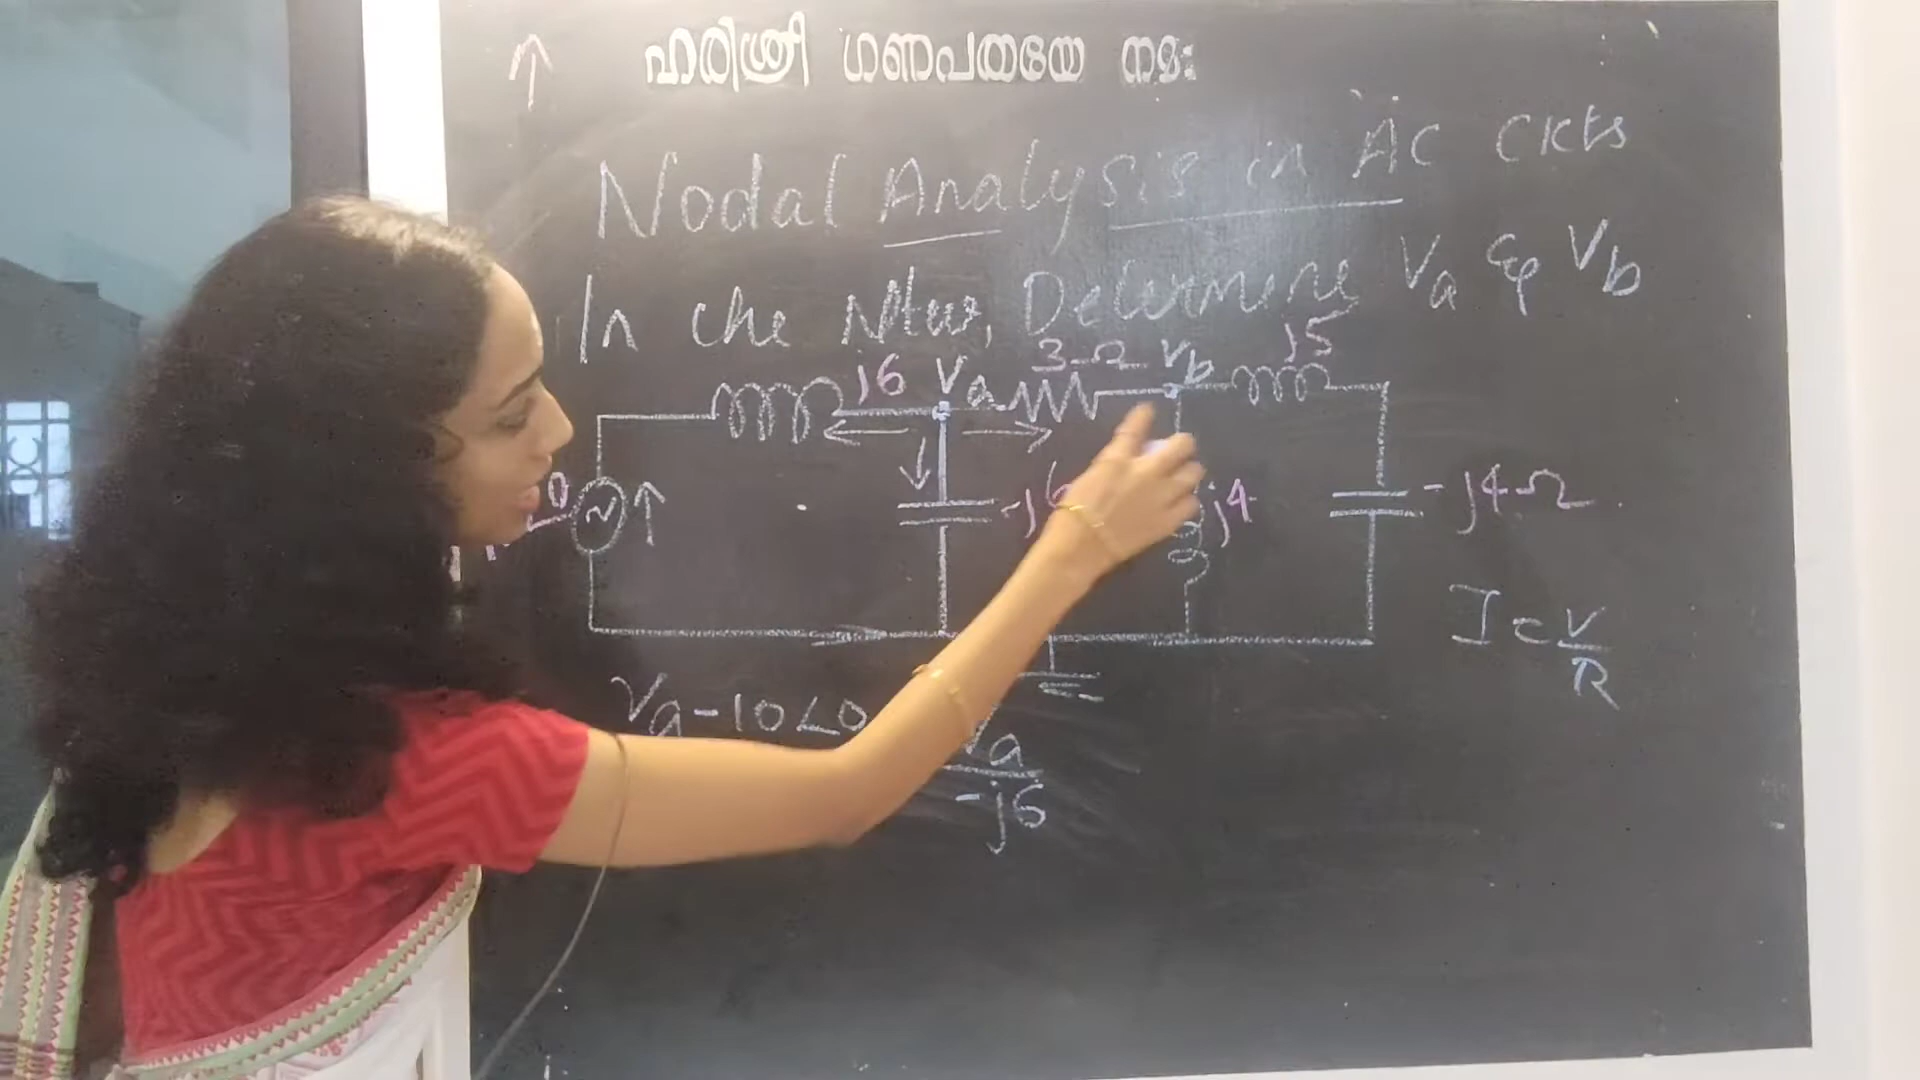 ഹരിശ്രീ ഗണപതയേ നമഃ
Nodal Analysis in AC Ckts
In the Ntw, Determine Va & Vb
j6 Va 3Ω Vb j5
-j6 j4 -j4Ω
I = V/R
Va - 10∠0
Va
-j6